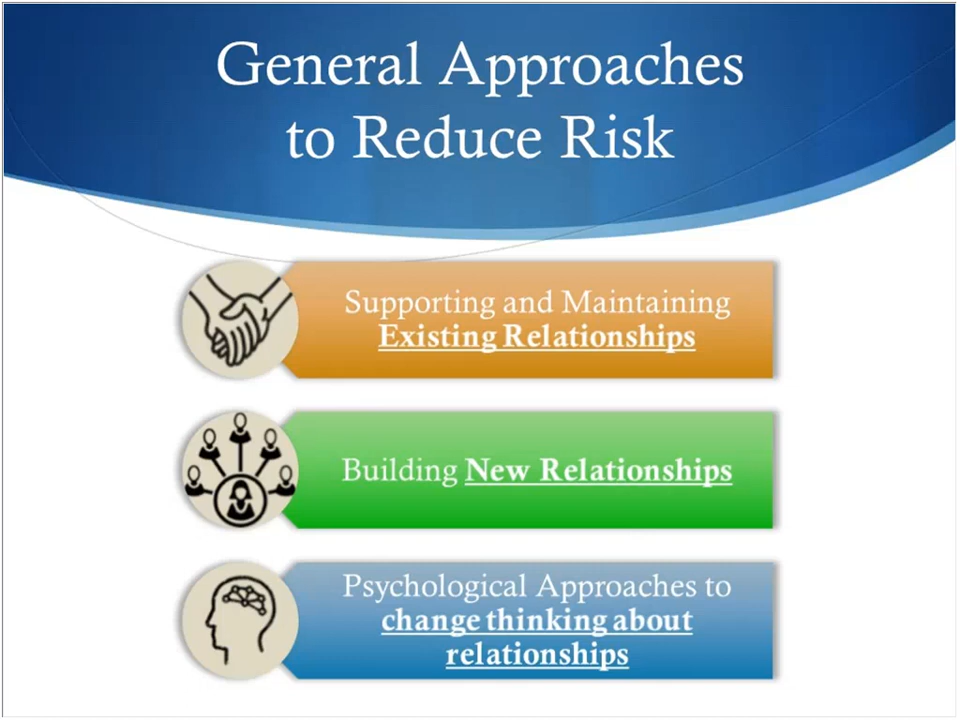 General Approaches
to Reduce Risk
Supporting and Maintaining
Existing Relationships
Building New Relationships
Psychological Approaches to
change thinking about
relationships